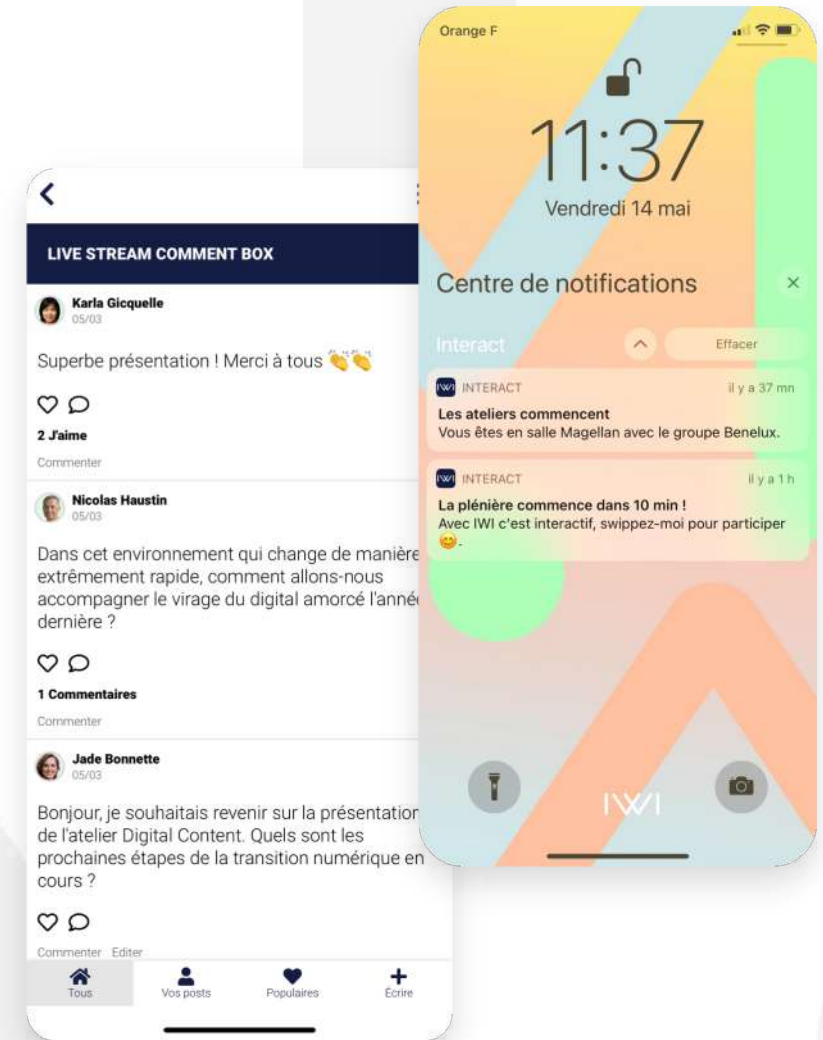 LIVE STREAM COMMENT BOX
Karla Gicquelle
05/03
Superbe présentation ! Merci à tous 👏👏
2 J'aime
Commenter
Nicolas Haustin
05/03
Dans cet environnement qui change de manière
extrêmement rapide, comment allons-nous
accompagner le virage du digital amorcé l'anné
dernière ?
1 Commentaires
Commenter
Jade Bonnette
05/03
Bonjour, je souhaitais revenir sur la présentation
de l'atelier Digital Content. Quels sont les
prochaines étapes de la transition numérique en
cours ?
Commenter Editer
Tous Vos posts Populaires Écrire
Orange F
11:37
Vendredi 14 mai
Centre de notifications
Interact Effacer
IWI INTERACT il y a 37 mn
Les ateliers commencent
Vous êtes en salle Magellan avec le groupe Benelux.
IWI INTERACT il y a 1 h
La plénière commence dans 10 min !
Avec IWI c'est interactif, swippez-moi pour participer
😊.
IWI